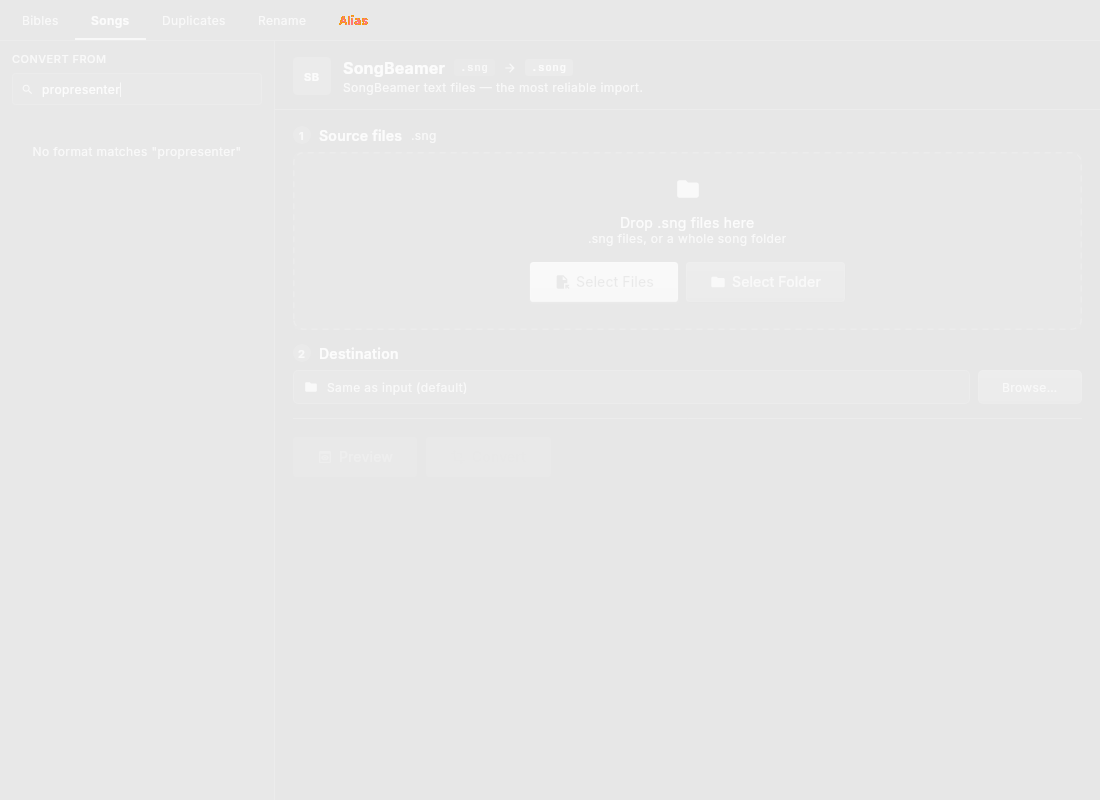 Bibles
Songs
Duplicates
Rename
Alias
CONVERT FROM
propresenter
No format matches "propresenter"
SB
SongBeamer .sng → .song
SongBeamer text files — the most reliable import.
1 Source files .sng
Drop .sng files here
.sng files, or a whole song folder
Select Files
Select Folder
2 Destination
Same as input (default)
Browse...
Preview